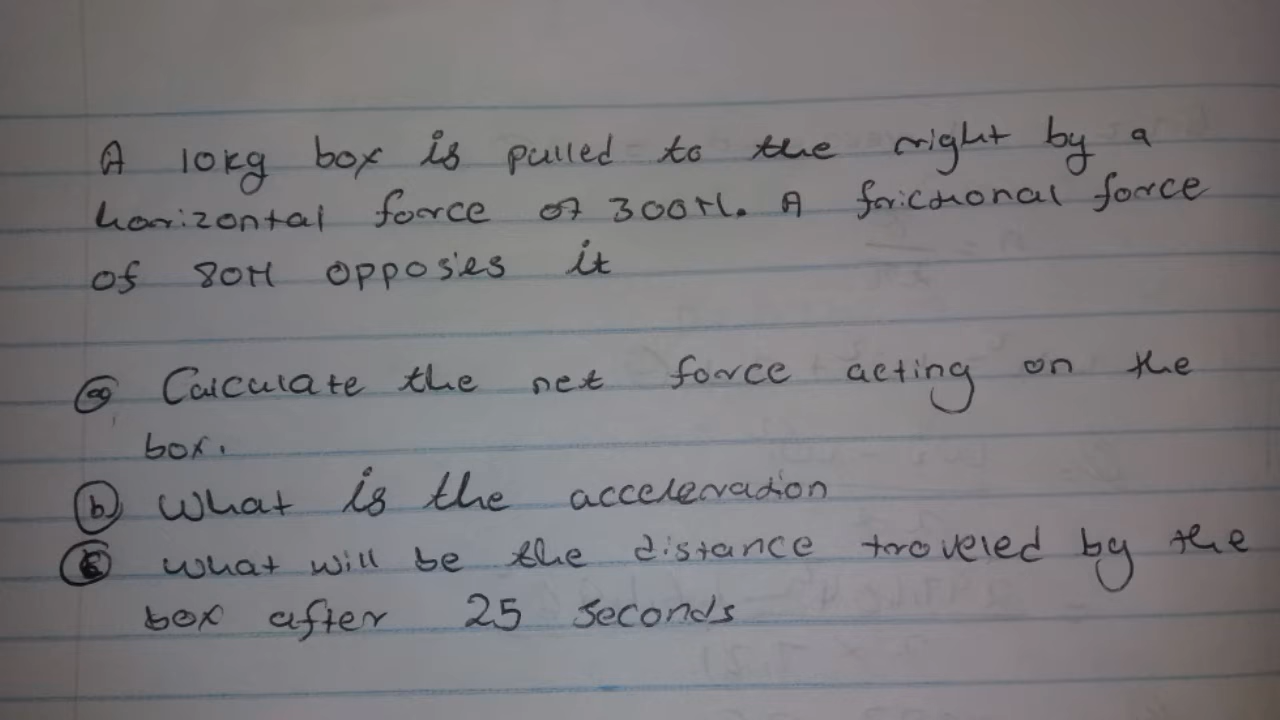 A 10kg box is pulled to the right by a
horizontal force of 300N. A frictional force
of 80N opposies it
(a) Calculate the net force acting on the
box.
(b) What is the acceleration
(c) What will be the distance troveled by the
box after 25 seconds